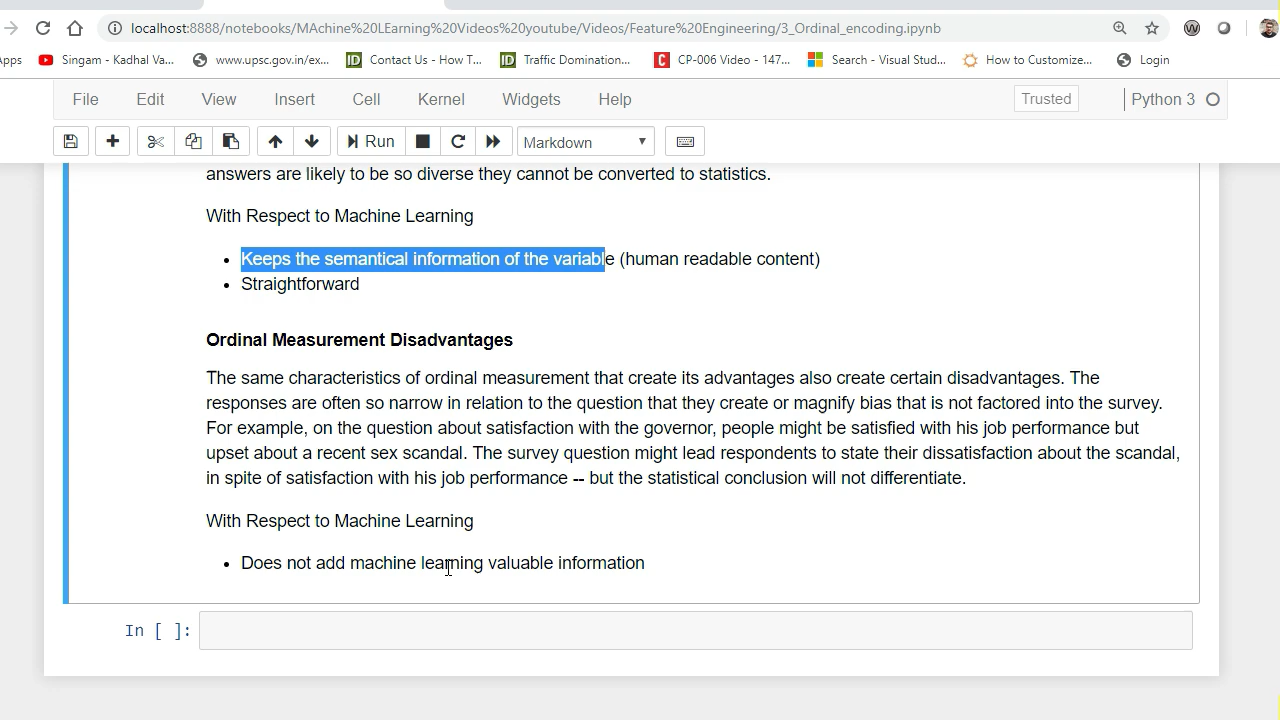 localhost:8888/notebooks/MAchine%20LEarning%20Videos%20youtube/Videos/Feature%20Engineering/3_Ordinal_encoding.ipynb
pps Singam - Kadhal Va... www.upsc.gov.in/ex... ID Contact Us - How T... ID Traffic Domination... C CP-006 Video - 147... Search - Visual Stud... How to Customize... Login
File Edit View Insert Cell Kernel Widgets Help Trusted Python 3
Run Markdown
answers are likely to be so diverse they cannot be converted to statistics.
With Respect to Machine Learning
Keeps the semantical information of the variable (human readable content)
Straightforward
Ordinal Measurement Disadvantages
The same characteristics of ordinal measurement that create its advantages also create certain disadvantages. The
responses are often so narrow in relation to the question that they create or magnify bias that is not factored into the survey.
For example, on the question about satisfaction with the governor, people might be satisfied with his job performance but
upset about a recent sex scandal. The survey question might lead respondents to state their dissatisfaction about the scandal,
in spite of satisfaction with his job performance -- but the statistical conclusion will not differentiate.
With Respect to Machine Learning
Does not add machine learning valuable information
In [ ]: